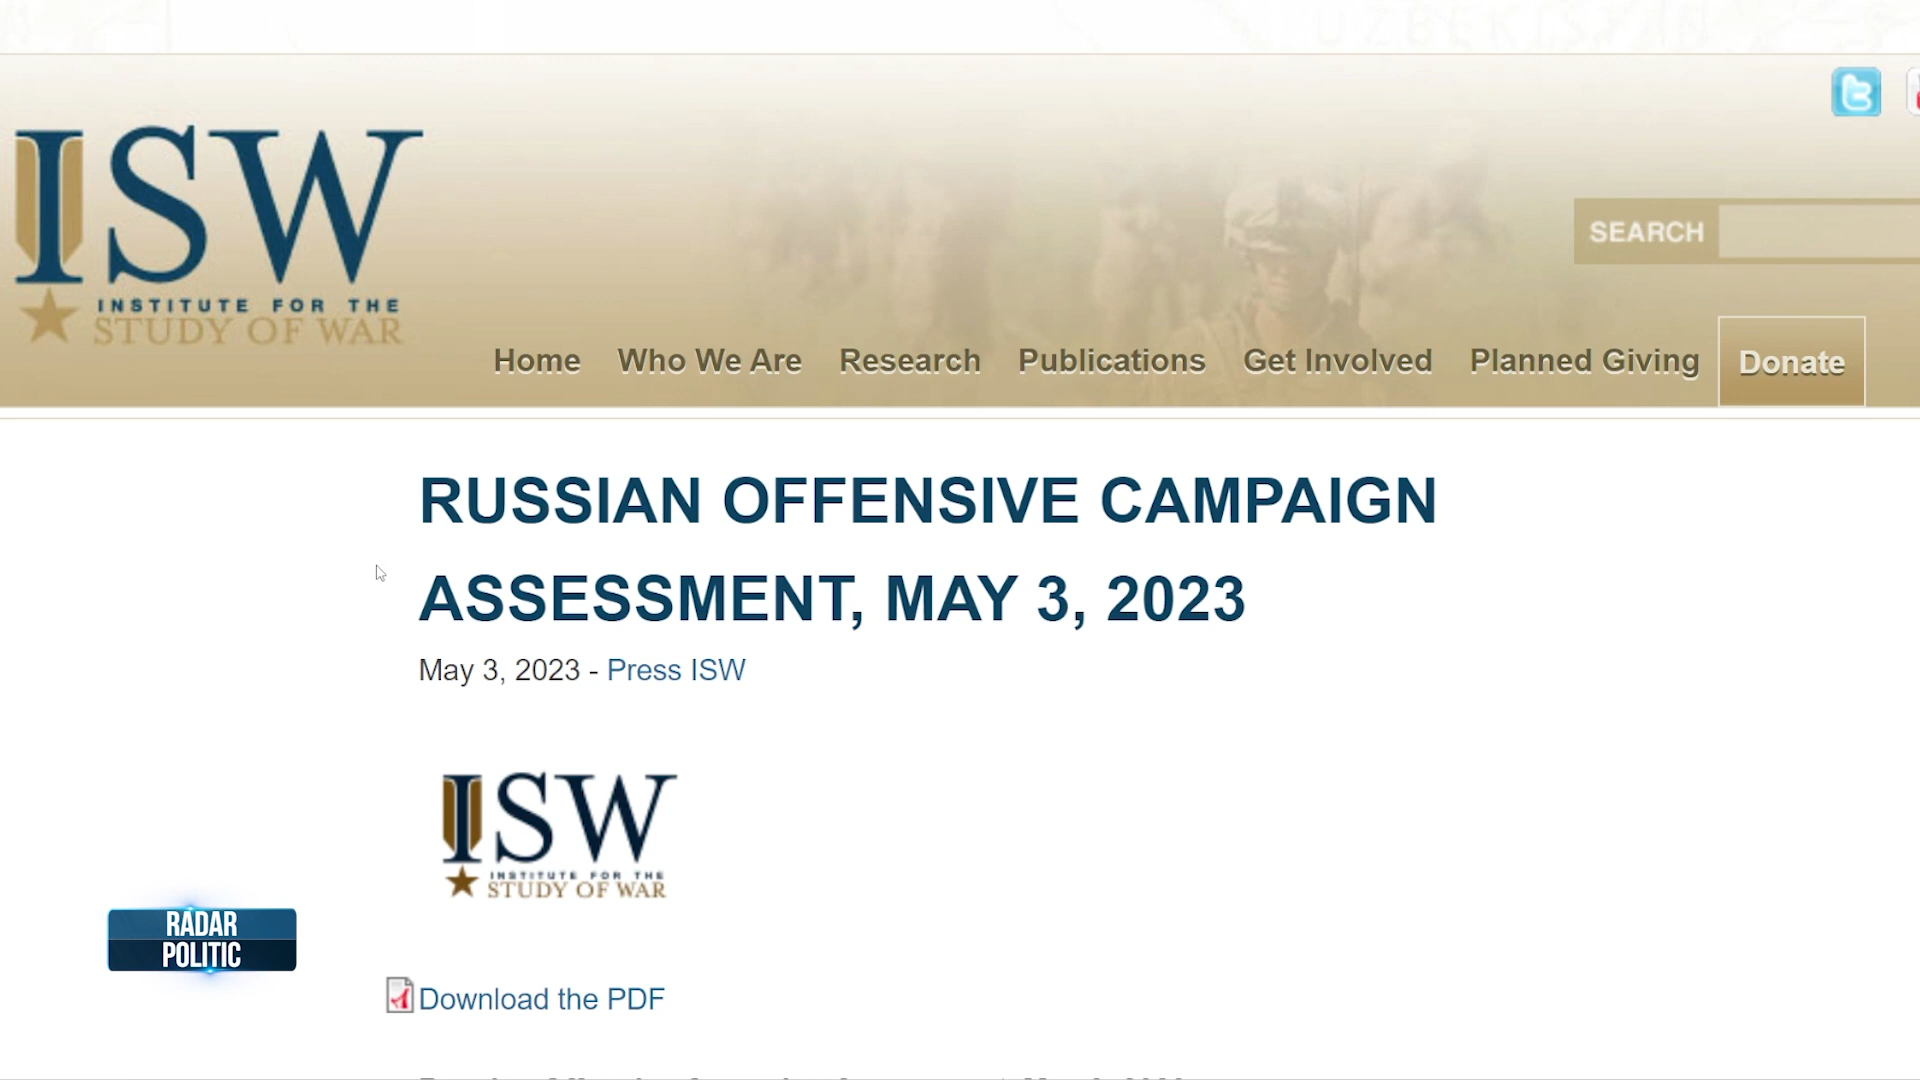 UZBEKISTAN
ISW
INSTITUTE FOR THE
STUDY OF WAR
SEARCH
Home Who We Are Research Publications Get Involved Planned Giving Donate
RUSSIAN OFFENSIVE CAMPAIGN
ASSESSMENT, MAY 3, 2023
May 3, 2023 - Press ISW
ISW
INSTITUTE FOR THE
STUDY OF WAR
RADAR
POLITIC
Download the PDF